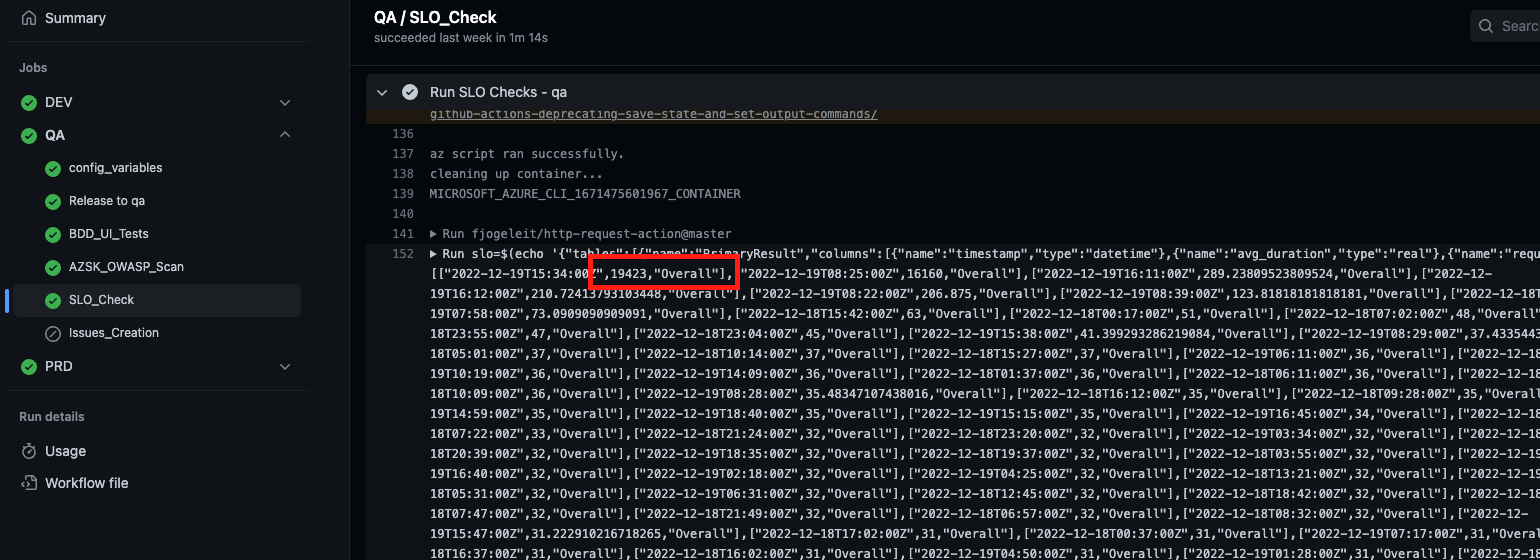 Summary
Jobs
DEV
QA
config_variables
Release to qa
BDD_UI_Tests
AZSK_OWASP_Scan
SLO_Check
Issues_Creation
PRD
Run details
Usage
Workflow file
QA / SLO_Check
succeeded last week in 1m 14s
Searc
Run SLO Checks - qa
github-actions-deprecating-save-state-and-set-output-commands/
136
137 az script ran successfully.
138 cleaning up container...
139 MICROSOFT_AZURE_CLI_1671475601967_CONTAINER
140
141 Run fjogeleit/http-request-action@master
152 Run slo=$(echo '{"tables":[{"name":"PrimaryResult","columns":[{"name":"timestamp","type":"datetime"},{"name":"avg_duration","type":"real"},{"name":"requ
[["2022-12-19T15:34:00Z",19423,"Overall"],["2022-12-19T08:25:00Z",16160,"Overall"],["2022-12-19T16:11:00Z",289.23809523809524,"Overall"],["2022-12-
19T16:12:00Z",210.72413793103448,"Overall"],["2022-12-19T08:22:00Z",206.875,"Overall"],["2022-12-19T08:39:00Z",123.81818181818181,"Overall"],["2022-12-18T
19T07:58:00Z",73.0909090909091,"Overall"],["2022-12-18T15:42:00Z",63,"Overall"],["2022-12-18T00:17:00Z",51,"Overall"],["2022-12-18T07:02:00Z",48,"Overall"
18T23:55:00Z",47,"Overall"],["2022-12-18T23:04:00Z",45,"Overall"],["2022-12-19T15:38:00Z",41.399293286219084,"Overall"],["2022-12-19T08:29:00Z",37.4335443
18T05:01:00Z",37,"Overall"],["2022-12-18T10:14:00Z",37,"Overall"],["2022-12-18T15:27:00Z",37,"Overall"],["2022-12-19T06:11:00Z",36,"Overall"],["2022-12-18
19T10:19:00Z",36,"Overall"],["2022-12-19T14:09:00Z",36,"Overall"],["2022-12-18T01:37:00Z",36,"Overall"],["2022-12-18T06:11:00Z",36,"Overall"],["2022-12-18
18T10:09:00Z",36,"Overall"],["2022-12-19T08:28:00Z",35.48347107438016,"Overall"],["2022-12-18T16:12:00Z",35,"Overall"],["2022-12-18T09:28:00Z",35,"Overall
19T14:59:00Z",35,"Overall"],["2022-12-19T18:40:00Z",35,"Overall"],["2022-12-19T15:15:00Z",35,"Overall"],["2022-12-19T16:45:00Z",34,"Overall"],["2022-12-18
18T07:22:00Z",33,"Overall"],["2022-12-18T21:24:00Z",32,"Overall"],["2022-12-18T23:20:00Z",32,"Overall"],["2022-12-19T03:34:00Z",32,"Overall"],["2022-12-18
18T20:39:00Z",32,"Overall"],["2022-12-19T18:35:00Z",32,"Overall"],["2022-12-18T19:37:00Z",32,"Overall"],["2022-12-18T03:55:00Z",32,"Overall"],["2022-12-19
19T16:40:00Z",32,"Overall"],["2022-12-19T02:18:00Z",32,"Overall"],["2022-12-19T04:25:00Z",32,"Overall"],["2022-12-18T13:21:00Z",32,"Overall"],["2022-12-19
18T05:31:00Z",32,"Overall"],["2022-12-19T06:31:00Z",32,"Overall"],["2022-12-18T12:45:00Z",32,"Overall"],["2022-12-18T18:42:00Z",32,"Overall"],["2022-12-18
18T07:47:00Z",32,"Overall"],["2022-12-18T21:49:00Z",32,"Overall"],["2022-12-18T06:57:00Z",32,"Overall"],["2022-12-18T08:32:00Z",32,"Overall"],["2022-12-
19T15:47:00Z",31.222910216718265,"Overall"],["2022-12-18T17:02:00Z",31,"Overall"],["2022-12-18T00:37:00Z",31,"Overall"],["2022-12-19T07:17:00Z",31,"Overal
18T16:37:00Z",31,"Overall"],["2022-12-18T16:02:00Z",31,"Overall"],["2022-12-19T04:50:00Z",31,"Overall"],["2022-12-19T01:28:00Z",31,"Overall"],["2022-12-18